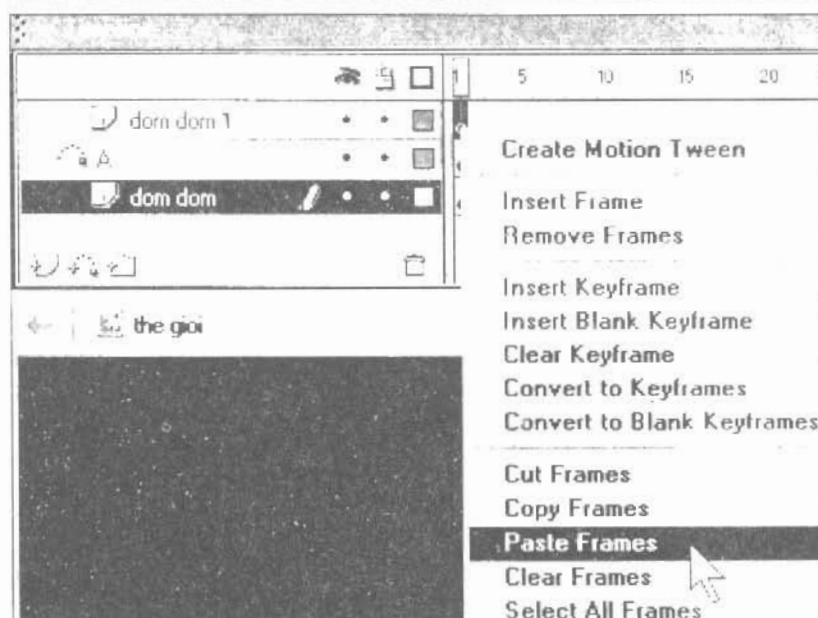 1 5 10 15 20
dom dom 1
A
dom dom
the gioi
Create Motion Tween
Insert Frame
Remove Frames
Insert Keyframe
Insert Blank Keyframe
Clear Keyframe
Convert to Keyframes
Convert to Blank Keyframes
Cut Frames
Copy Frames
Paste Frames
Clear Frames
Select All Frames